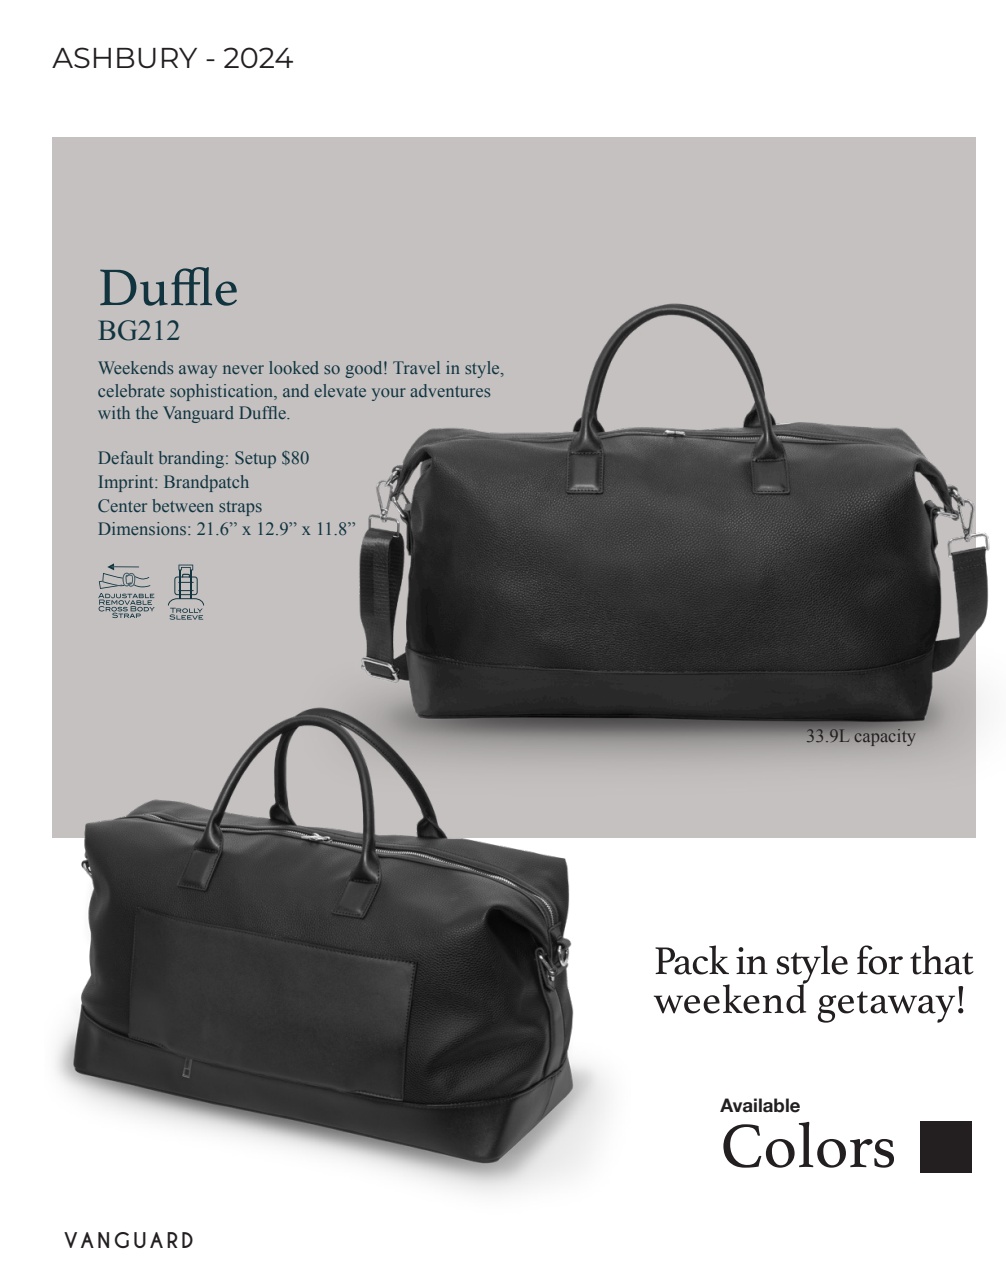 ASHBURY - 2024
Duffle
BG212
Weekends away never looked so good! Travel in style,
celebrate sophistication, and elevate your adventures
with the Vanguard Duffle.
Default branding: Setup $80
Imprint: Brandpatch
Center between straps
Dimensions: 21.6” x 12.9” x 11.8”
ADJUSTABLE
REMOVABLE
CROSS BODY
STRAP
TROLLY
SLEEVE
33.9L capacity
Pack in style for that
weekend getaway!
Available
Colors
VANGUARD